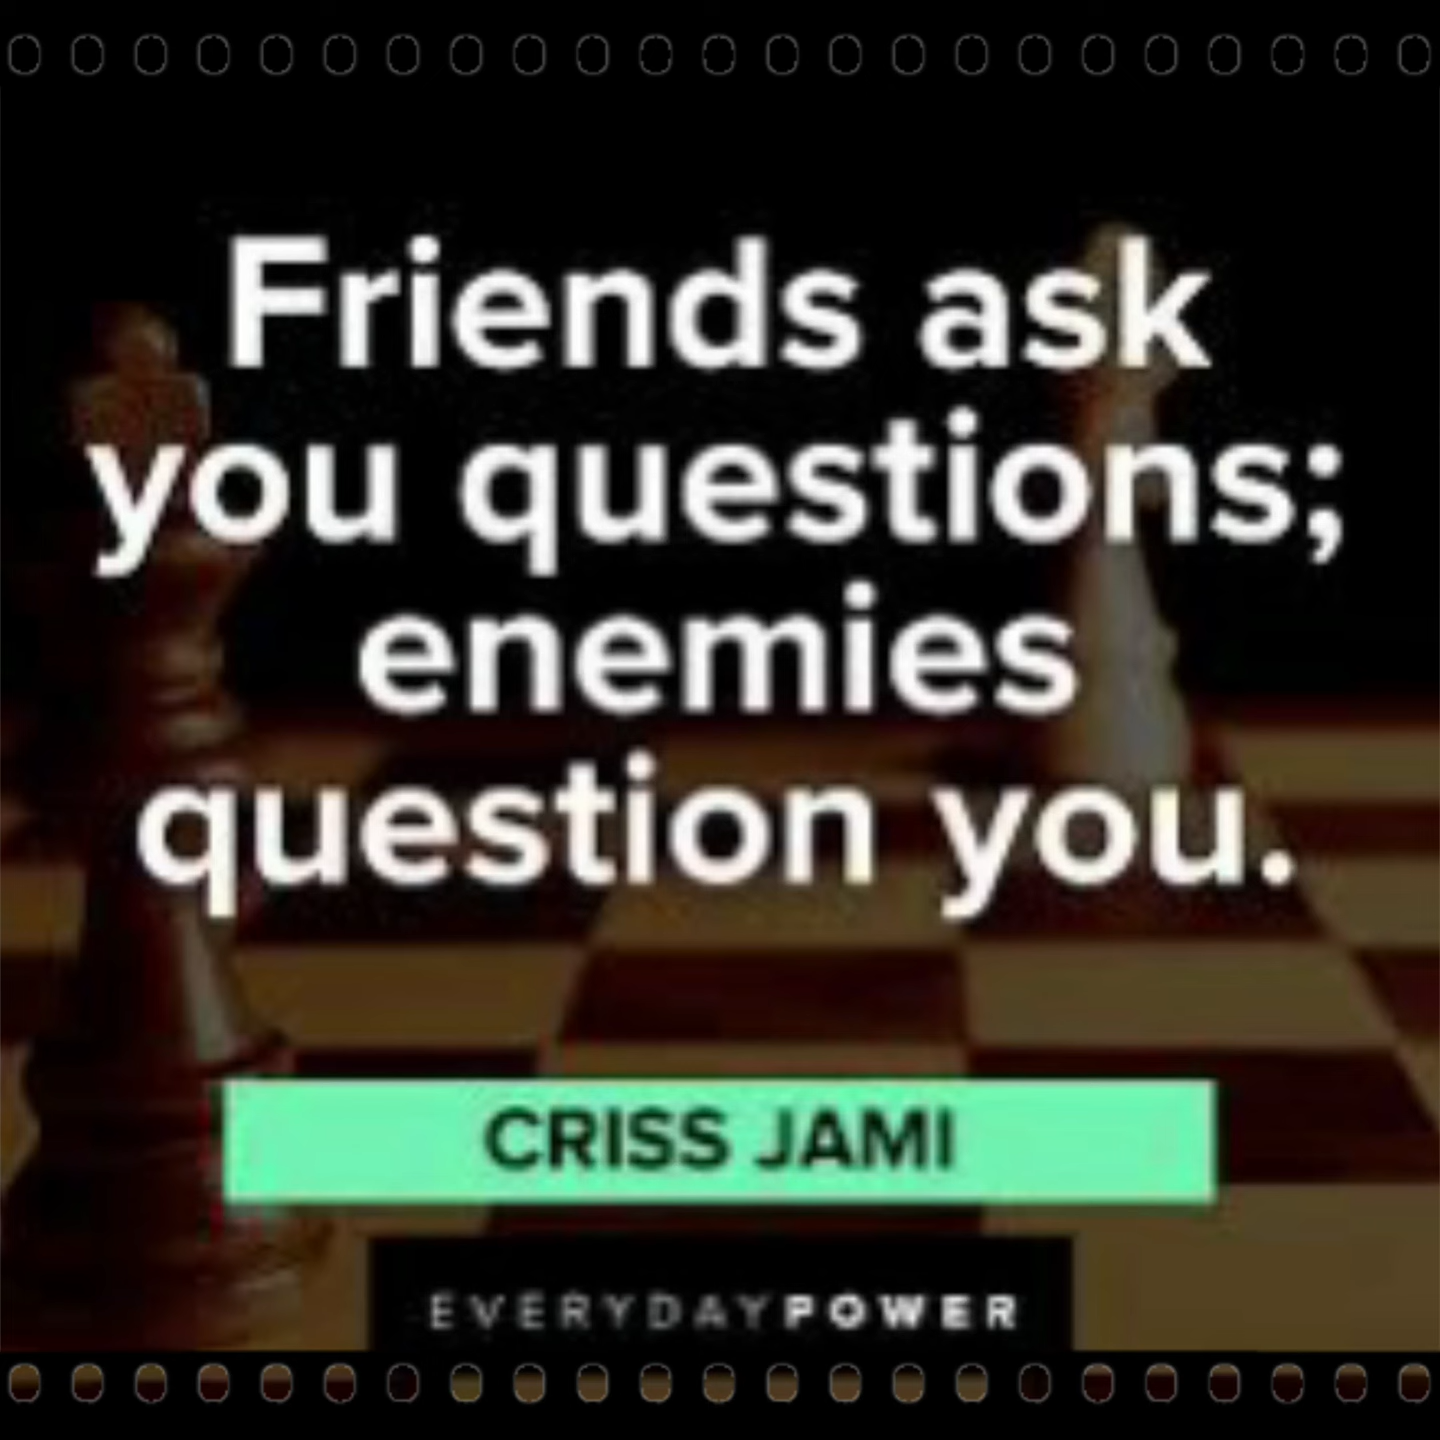 Friends ask
you questions;
enemies
question you.
CRISS JAMI
EVERYDAYPOWER